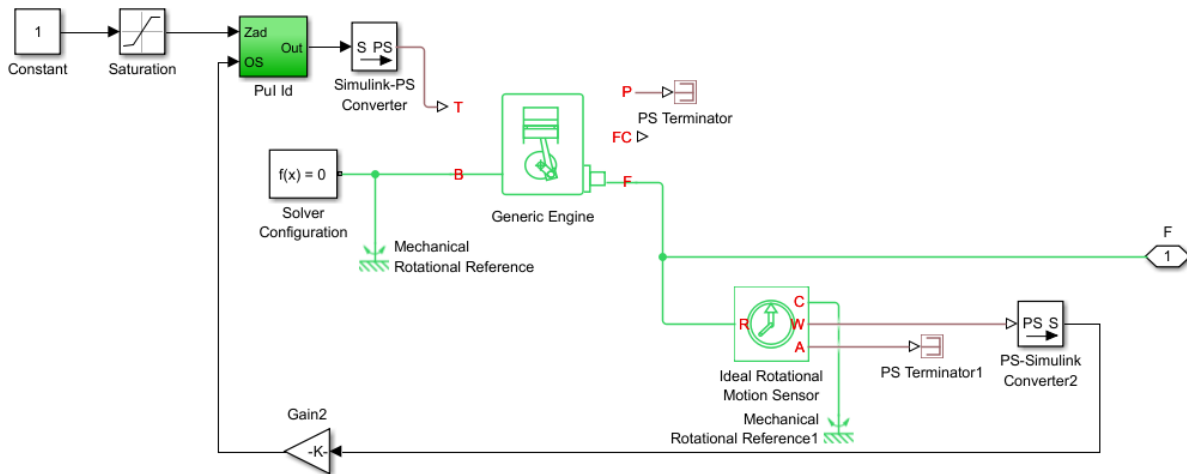 1
Constant
Saturation
Zad
OS
Out
Pul Id
S PS
Simulink-PS
Converter
T
P
PS Terminator
FC
f(x) = 0
Solver
Configuration
B
F
Generic Engine
Mechanical
Rotational Reference
F
1
R
C
W
A
Ideal Rotational
Motion Sensor
PS Terminator1
PS S
PS-Simulink
Converter2
Mechanical
Rotational Reference1
Gain2
-K-